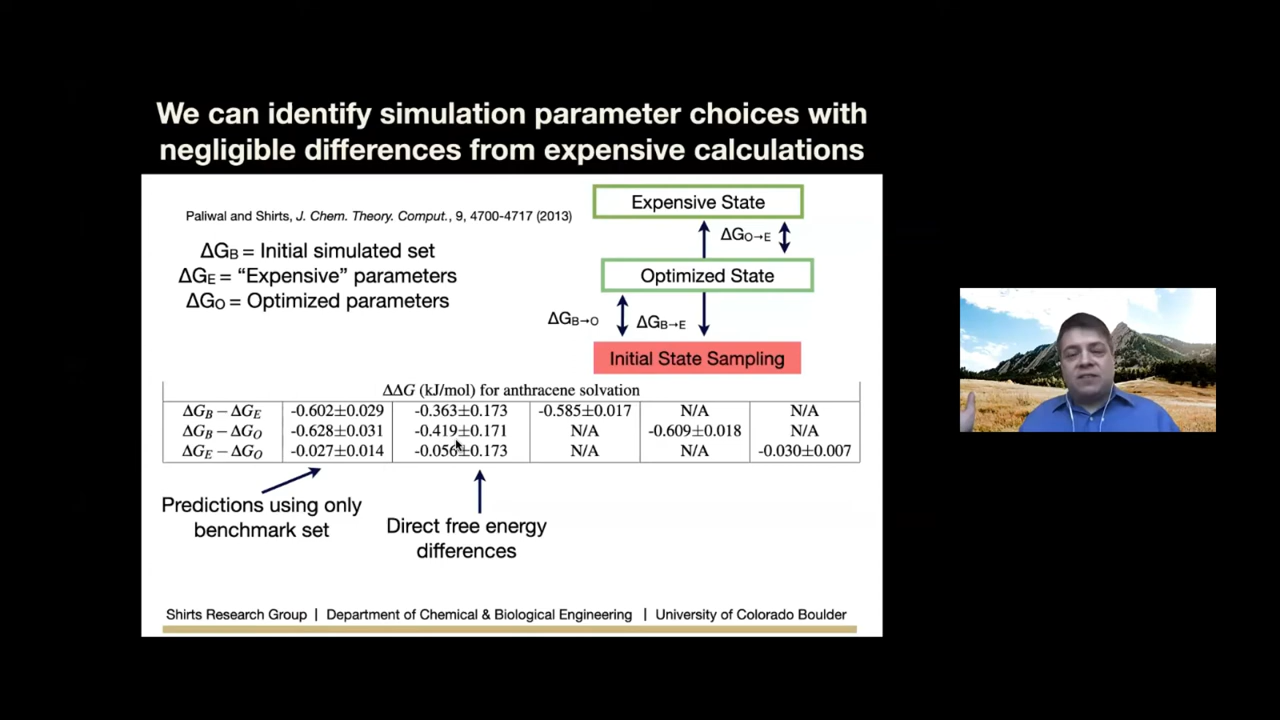 We can identify simulation parameter choices with
negligible differences from expensive calculations
Paliwal and Shirts, J. Chem. Theory. Comput., 9, 4700-4717 (2013)
ΔGB = Initial simulated set
ΔGE = “Expensive” parameters
ΔGO = Optimized parameters
Expensive State
ΔGO→E
Optimized State
ΔGB→O
ΔGB→E
Initial State Sampling
ΔΔG (kJ/mol) for anthracene solvation
ΔGB − ΔGE -0.602±0.029 -0.363±0.173 -0.585±0.017 N/A N/A
ΔGB − ΔGO -0.628±0.031 -0.419±0.171 N/A -0.609±0.018 N/A
ΔGE − ΔGO -0.027±0.014 -0.056±0.173 N/A N/A -0.030±0.007
Predictions using only
benchmark set
Direct free energy
differences
Shirts Research Group | Department of Chemical & Biological Engineering | University of Colorado Boulder